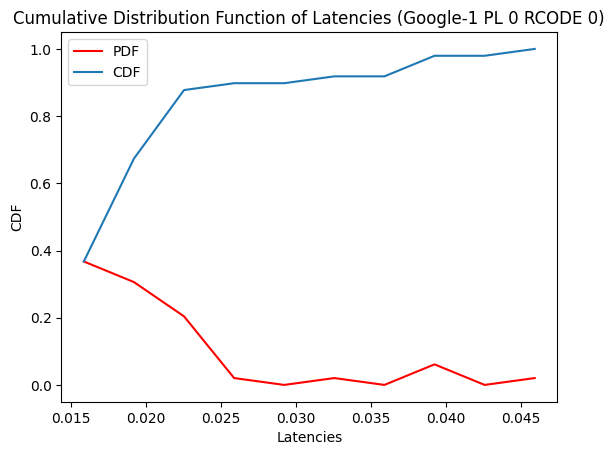 Cumulative Distribution Function of Latencies (Google-1 PL 0 RCODE 0)
PDF
CDF
1.0
0.8
0.6
0.4
0.2
0.0
CDF
0.015
0.020
0.025
0.030
0.035
0.040
0.045
Latencies